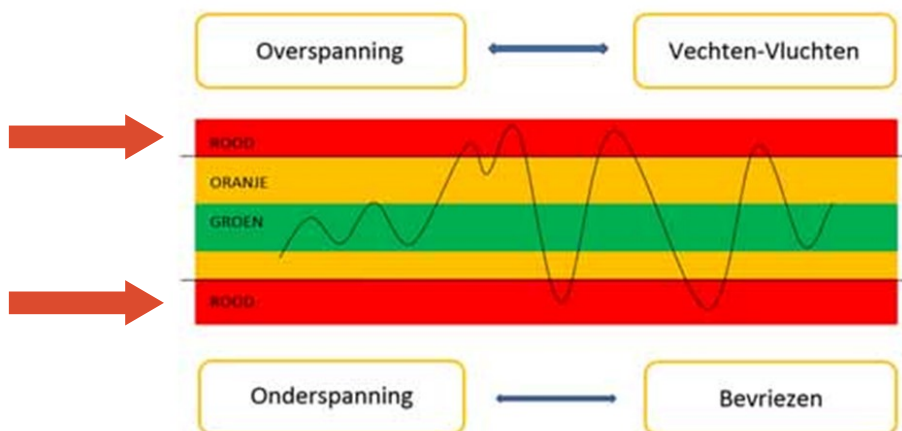 Overspanning
Vechten-Vluchten
ROOD
ORANJE
GROEN
ROOD
Onderspanning
Bevriezen